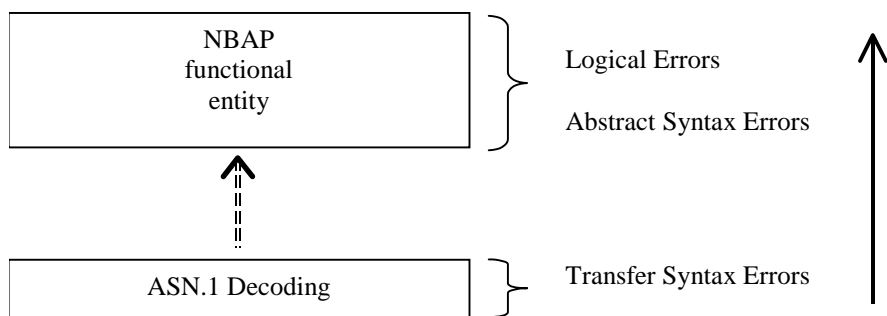 NBAP
functional
entity
Logical Errors
Abstract Syntax Errors
ASN.1 Decoding
Transfer Syntax Errors